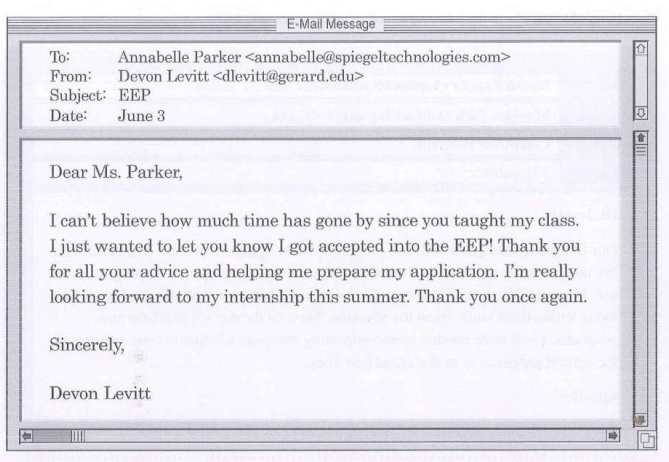 E-Mail Message
To: Annabelle Parker <annabelle@spiegeltechnologies.com>
From: Devon Levitt <dlevitt@gerard.edu>
Subject: EEP
Date: June 3
Dear Ms. Parker,
I can't believe how much time has gone by since you taught my class.
I just wanted to let you know I got accepted into the EEP! Thank you
for all your advice and helping me prepare my application. I'm really
looking forward to my internship this summer. Thank you once again.
Sincerely,
Devon Levitt